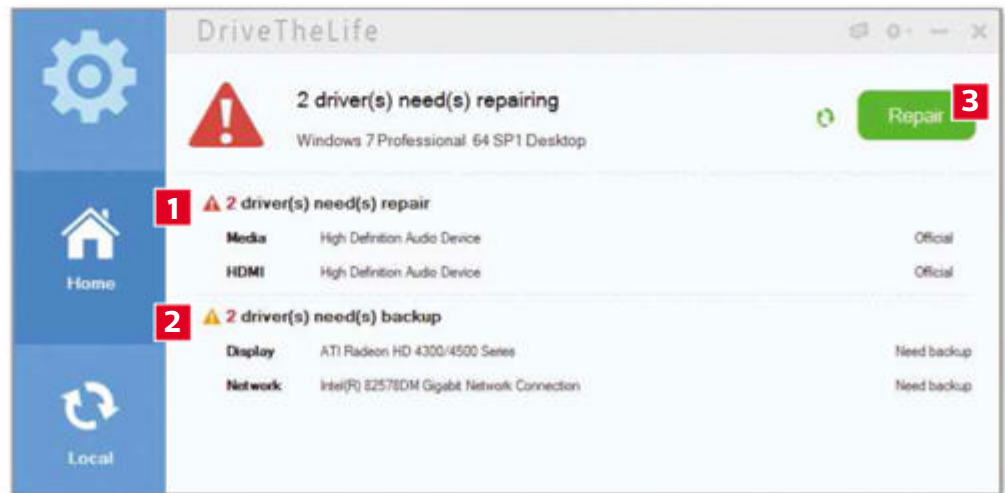 DriveTheLife
2 driver(s) need(s) repairing
Windows 7 Professional 64 SP1 Desktop
Repair
3
1
2 driver(s) need(s) repair
Media High Definition Audio Device Official
HDMI High Definition Audio Device Official
Home
2
2 driver(s) need(s) backup
Display ATI Radeon HD 4300/4500 Series Need backup
Network Intel(R) 82578DM Gigabit Network Connection Need backup
Local